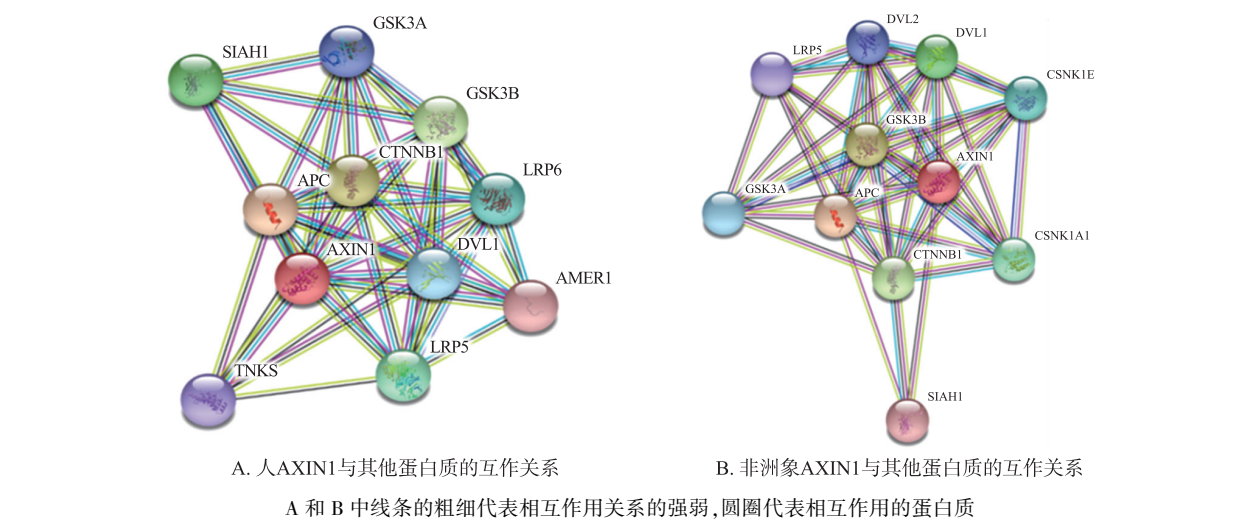 GSK3A
SIAH1
GSK3B
CTNNB1
LRP6
APC
AXIN1
DVL1
AMER1
LRP5
TNKS
A. 人AXIN1与其他蛋白质的互作关系
DVL2
DVL1
LRP5
CSNK1E
GSK3B
AXIN1
GSK3A
APC
CSNK1A1
CTNNB1
SIAH1
B. 非洲象AXIN1与其他蛋白质的互作关系
A 和 B 中线条的粗细代表相互作用关系的强弱,圆圈代表相互作用的蛋白质